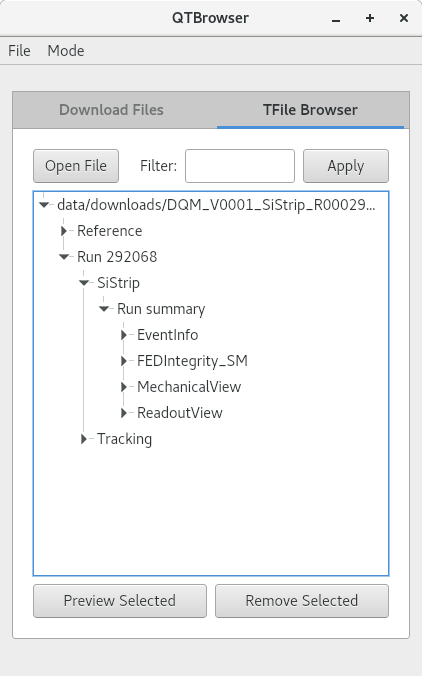 QTBrowser
File Mode
Download Files TFile Browser
Open File Filter: Apply
data/downloads/DQM_V0001_SiStrip_R00029...
Reference
Run 292068
SiStrip
Run summary
EventInfo
FEDIntegrity_SM
MechanicalView
ReadoutView
Tracking
Preview Selected Remove Selected